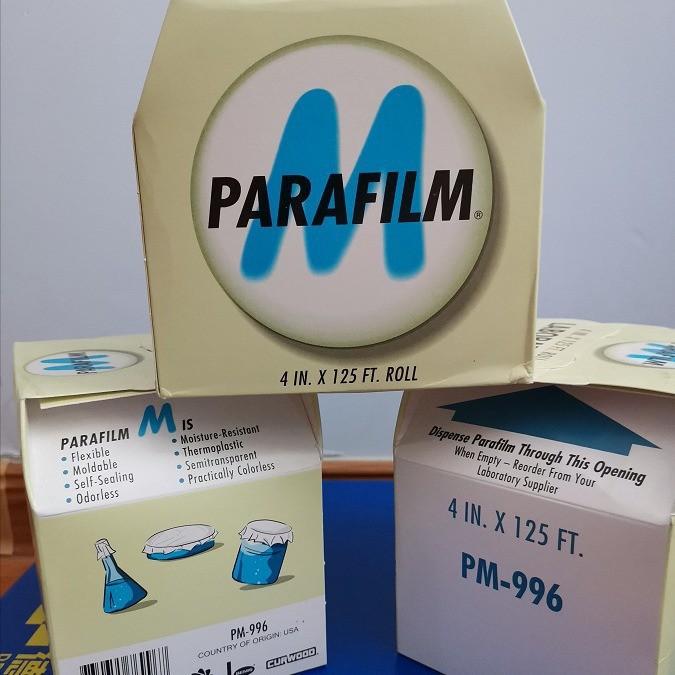 M
PARAFILM®
4 IN. X 125 FT. ROLL
PARAFILM M IS
• Flexible
• Moldable
• Self-Sealing
• Odorless
• Moisture-Resistant
• Thermoplastic
• Semitransparent
• Practically Colorless
PM-996
COUNTRY OF ORIGIN: USA
CURWOOD
Dispense Parafilm Through This Opening
When Empty – Reorder From Your
Laboratory Supplier
4 IN. X 125 FT.
PM-996